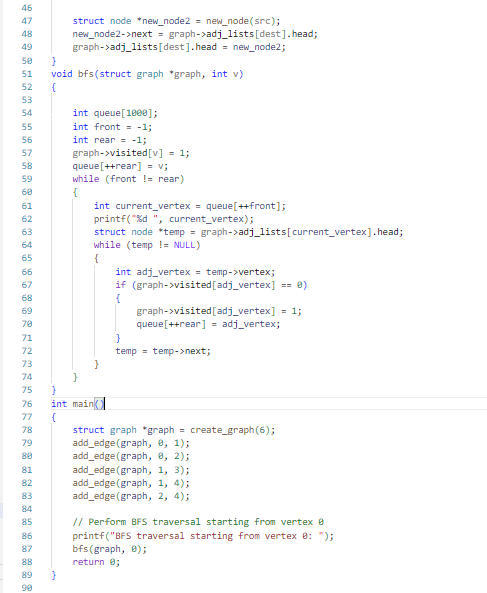 46
47 struct node *new_node2 = new_node(src);
48 new_node2->next = graph->adj_lists[dest].head;
49 graph->adj_lists[dest].head = new_node2;
50 }
51 void bfs(struct graph *graph, int v)
52 {
53
54 int queue[1000];
55 int front = -1;
56 int rear = -1;
57 graph->visited[v] = 1;
58 queue[++rear] = v;
59 while (front != rear)
60 {
61 int current_vertex = queue[++front];
62 printf("%d ", current_vertex);
63 struct node *temp = graph->adj_lists[current_vertex].head;
64 while (temp != NULL)
65 {
66 int adj_vertex = temp->vertex;
67 if (graph->visited[adj_vertex] == 0)
68 {
69 graph->visited[adj_vertex] = 1;
70 queue[++rear] = adj_vertex;
71 }
72 temp = temp->next;
73 }
74 }
75 }
76 int main()
77 {
78 struct graph *graph = create_graph(6);
79 add_edge(graph, 0, 1);
80 add_edge(graph, 0, 2);
81 add_edge(graph, 1, 3);
82 add_edge(graph, 1, 4);
83 add_edge(graph, 2, 4);
84
85 // Perform BFS traversal starting from vertex 0
86 printf("BFS traversal starting from vertex 0: ");
87 bfs(graph, 0);
88 return 0;
89 }
90